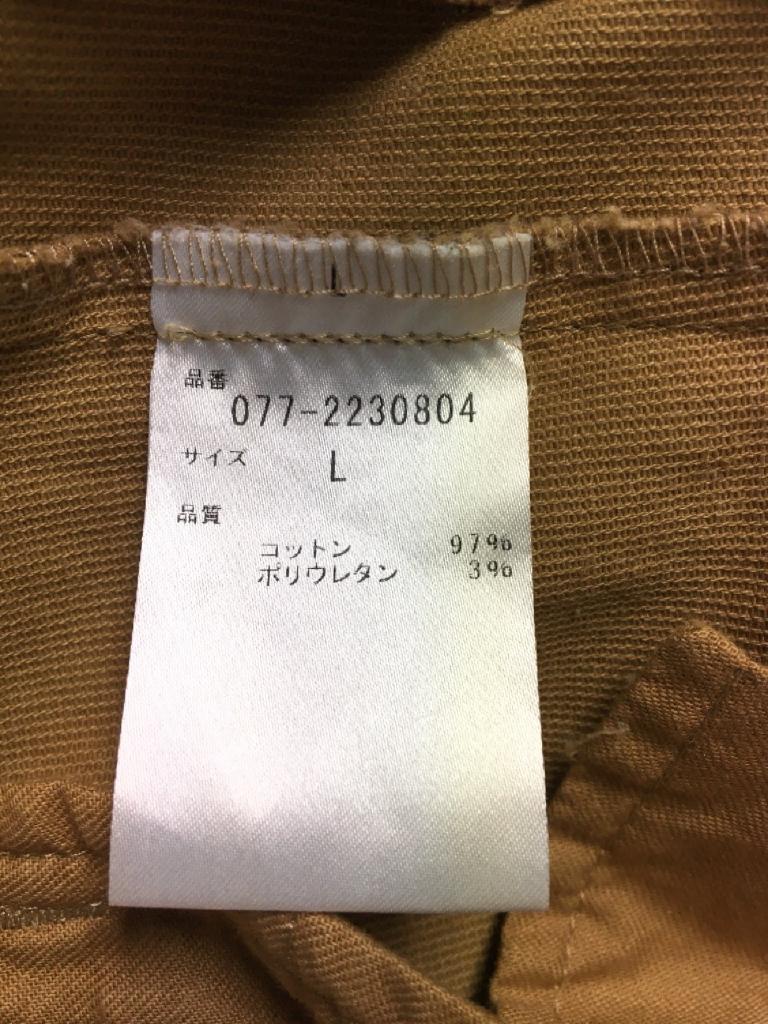 品番
077-2230804
サイズ L
品質
コットン 97%
ポリウレタン 3%